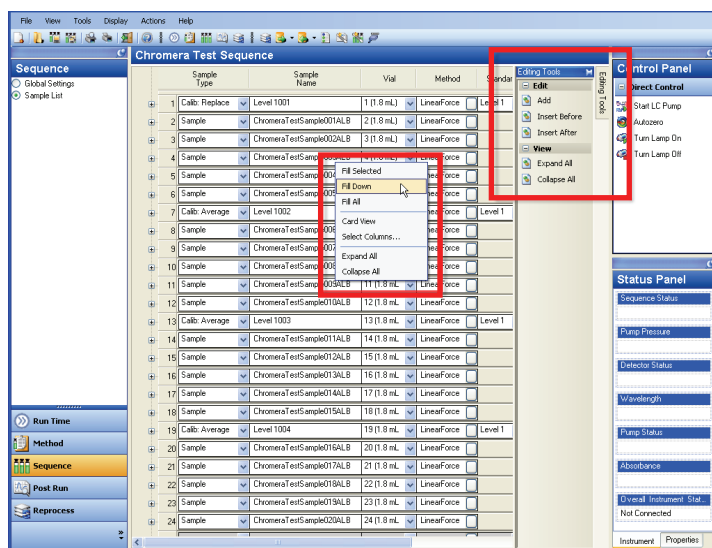 File View Tools Display Actions Help
Sequence
Global Settings
Sample List
Run Time
Method
Sequence
Post Run
Reprocess
Chromera Test Sequence
Sample Type Sample Name Vial Method Standar
1 Calib: Replace Level 1001 1 (1.8 mL) LinearForce Level 1
2 Sample ChromeraTestSample001ALB 2 (1.8 mL) LinearForce
3 Sample ChromeraTestSample002ALB 3 (1.8 mL) LinearForce
4 Sample
5 Sample
6 Sample
7 Calib: Average Level 1002 Level 1
8 Sample
9 Sample
10 Sample
11 Sample 11 (1.8 mL LinearForce
12 Sample ChromeraTestSample010ALB 12 (1.8 mL LinearForce
13 Calib: Average Level 1003 13 (1.8 mL LinearForce Level 1
14 Sample ChromeraTestSample011ALB 14 (1.8 mL LinearForce
15 Sample ChromeraTestSample012ALB 15 (1.8 mL LinearForce
16 Sample ChromeraTestSample013ALB 16 (1.8 mL LinearForce
17 Sample ChromeraTestSample014ALB 17 (1.8 mL LinearForce
18 Sample ChromeraTestSample015ALB 18 (1.8 mL LinearForce
19 Calib: Average Level 1004 19 (1.8 mL LinearForce Level 1
20 Sample ChromeraTestSample016ALB 20 (1.8 mL LinearForce
21 Sample ChromeraTestSample017ALB 21 (1.8 mL LinearForce
22 Sample ChromeraTestSample018ALB 22 (1.8 mL LinearForce
23 Sample ChromeraTestSample019ALB 23 (1.8 mL LinearForce
24 Sample ChromeraTestSample020ALB 24 (1.8 mL LinearForce
Fill Selected
Fill Down
Fill All
Card View
Select Columns...
Expand All
Collapse All
Editing Tools
Edit
Add
Insert Before
Insert After
View
Expand All
Collapse All
Editing Tools
Control Panel
Direct Control
Start LC Pump
Autozero
Turn Lamp On
Turn Lamp Off
Status Panel
Sequence Status
Pump Pressure
Detector Status
Wavelength
Pump Status
Absorbance
Overall Instrument Stat...
Not Connected
Instrument Properties